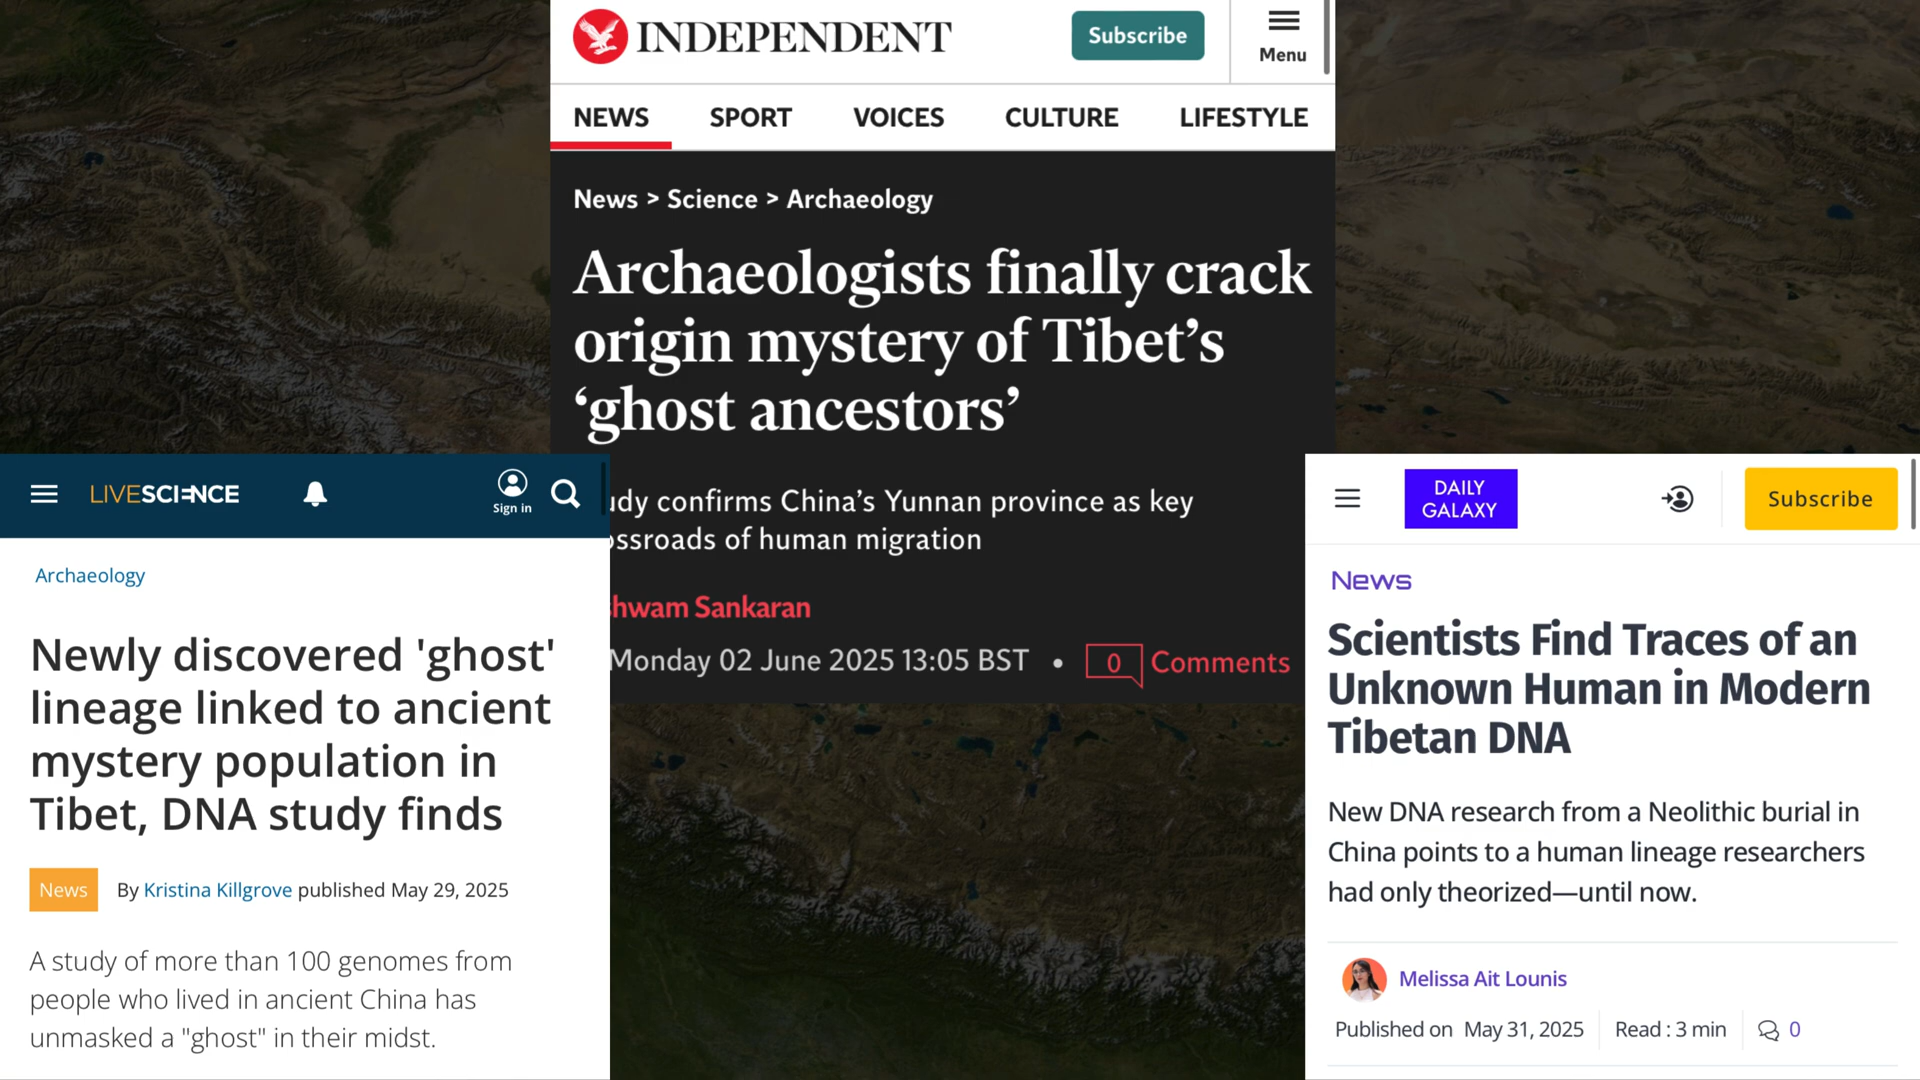 INDEPENDENT
Subscribe
Menu
NEWS SPORT VOICES CULTURE LIFESTYLE
News > Science > Archaeology
Archaeologists finally crack
origin mystery of Tibet's
'ghost ancestors'
confirms China's Yunnan province as key
of human migration
Sankaran
Monday 02 June 2025 13:05 BST • 0 Comments
LIVESCIENCE
Sign in
Archaeology
Newly discovered 'ghost'
lineage linked to ancient
mystery population in
Tibet, DNA study finds
News By Kristina Killgrove published May 29, 2025
A study of more than 100 genomes from
people who lived in ancient China has
unmasked a "ghost" in their midst.
DAILY
GALAXY
Subscribe
News
Scientists Find Traces of an
Unknown Human in Modern
Tibetan DNA
New DNA research from a Neolithic burial in
China points to a human lineage researchers
had only theorized—until now.
Melissa Ait Lounis
Published on May 31, 2025 Read : 3 min 0